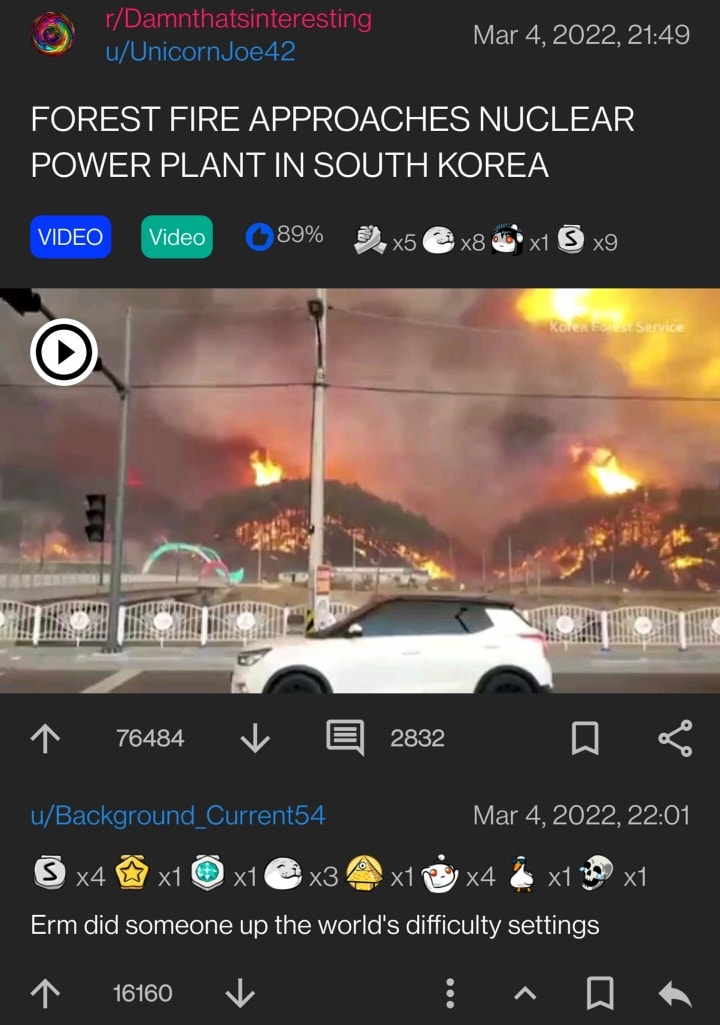 r/Damnthatsinteresting
u/UnicornJoe42
Mar 4, 2022, 21:49
FOREST FIRE APPROACHES NUCLEAR
POWER PLANT IN SOUTH KOREA
VIDEO Video 89% x5 x8 x1 S x9
Korea Forest Service
76484 2832
u/Background_Current54 Mar 4, 2022, 22:01
S x4 x1 x1 x3 x1 x4 x1 x1
Erm did someone up the world's difficulty settings
16160